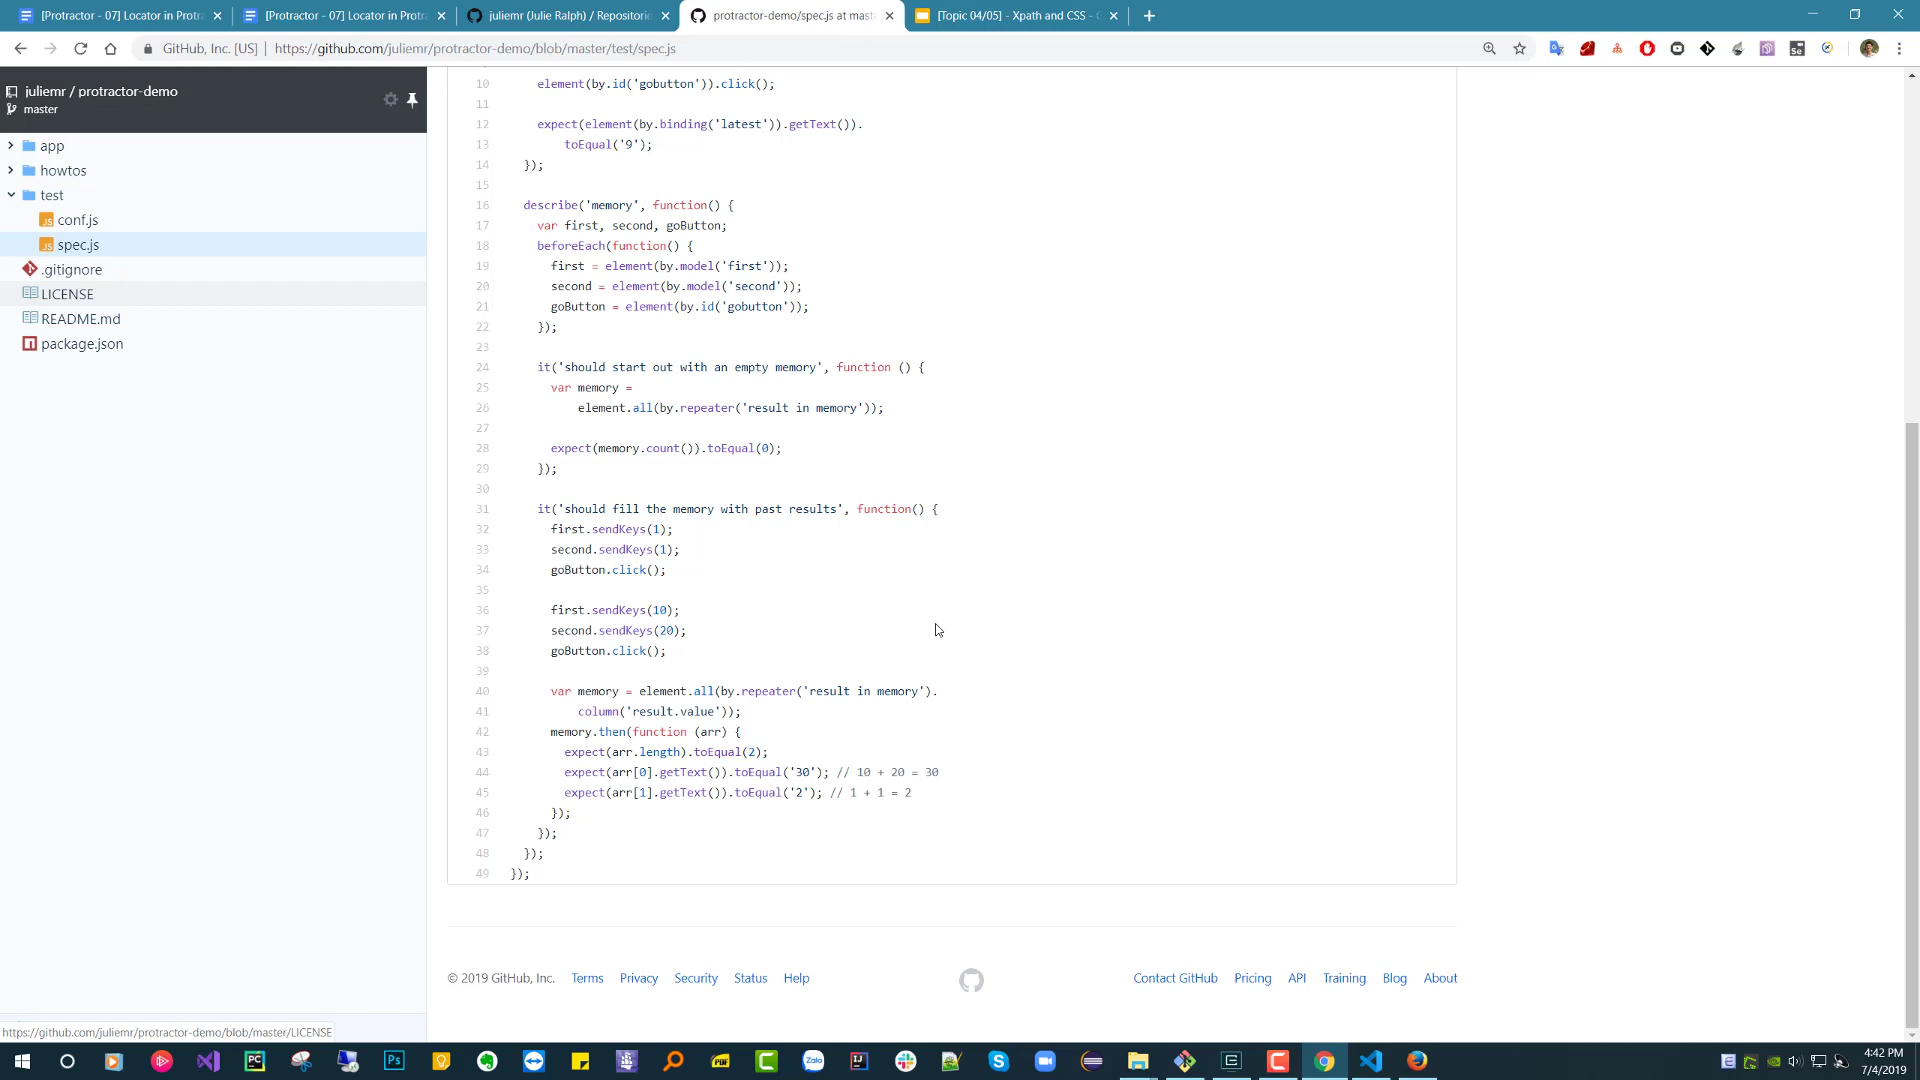 [Protractor - 07] Locator in Protra
[Protractor - 07] Locator in Protra
juliemr (Julie Ralph) / Repositorie
protractor-demo/spec.js at maste
[Topic 04/05] - Xpath and CSS - G
GitHub, Inc. [US] | https://github.com/juliemr/protractor-demo/blob/master/test/spec.js
juliemr / protractor-demo
master
app
howtos
test
conf.js
spec.js
.gitignore
LICENSE
README.md
package.json
10 element(by.id('gobutton')).click();
11
12 expect(element(by.binding('latest')).getText()).
13 toEqual('9');
14 });
15
16 describe('memory', function() {
17 var first, second, goButton;
18 beforeEach(function() {
19 first = element(by.model('first'));
20 second = element(by.model('second'));
21 goButton = element(by.id('gobutton'));
22 });
23
24 it('should start out with an empty memory', function () {
25 var memory =
26 element.all(by.repeater('result in memory'));
27
28 expect(memory.count()).toEqual(0);
29 });
30
31 it('should fill the memory with past results', function() {
32 first.sendKeys(1);
33 second.sendKeys(1);
34 goButton.click();
35
36 first.sendKeys(10);
37 second.sendKeys(20);
38 goButton.click();
39
40 var memory = element.all(by.repeater('result in memory').
41 column('result.value'));
42 memory.then(function (arr) {
43 expect(arr.length).toEqual(2);
44 expect(arr[0].getText()).toEqual('30'); // 10 + 20 = 30
45 expect(arr[1].getText()).toEqual('2'); // 1 + 1 = 2
46 });
47 });
48 });
49 });
© 2019 GitHub, Inc. Terms Privacy Security Status Help Contact GitHub Pricing API Training Blog About
https://github.com/juliemr/protractor-demo/blob/master/LICENSE
4:42 PM
7/4/2019